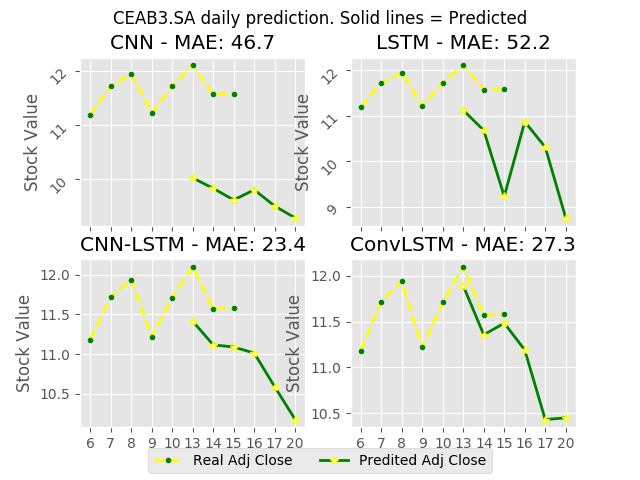 CEAB3.SA daily prediction. Solid lines = Predicted
CNN - MAE: 46.7
LSTM - MAE: 52.2
Stock Value
12
11
10
Stock Value
12
11
10
9
CNN-LSTM - MAE: 23.4
ConvLSTM - MAE: 27.3
Stock Value
12.0
11.5
11.0
10.5
Stock Value
12.0
11.5
11.0
10.5
6 7 8 9 10 13 14 15 16 17 20
6 7 8 9 10 13 14 15 16 17 20
Real Adj Close
Predited Adj Close